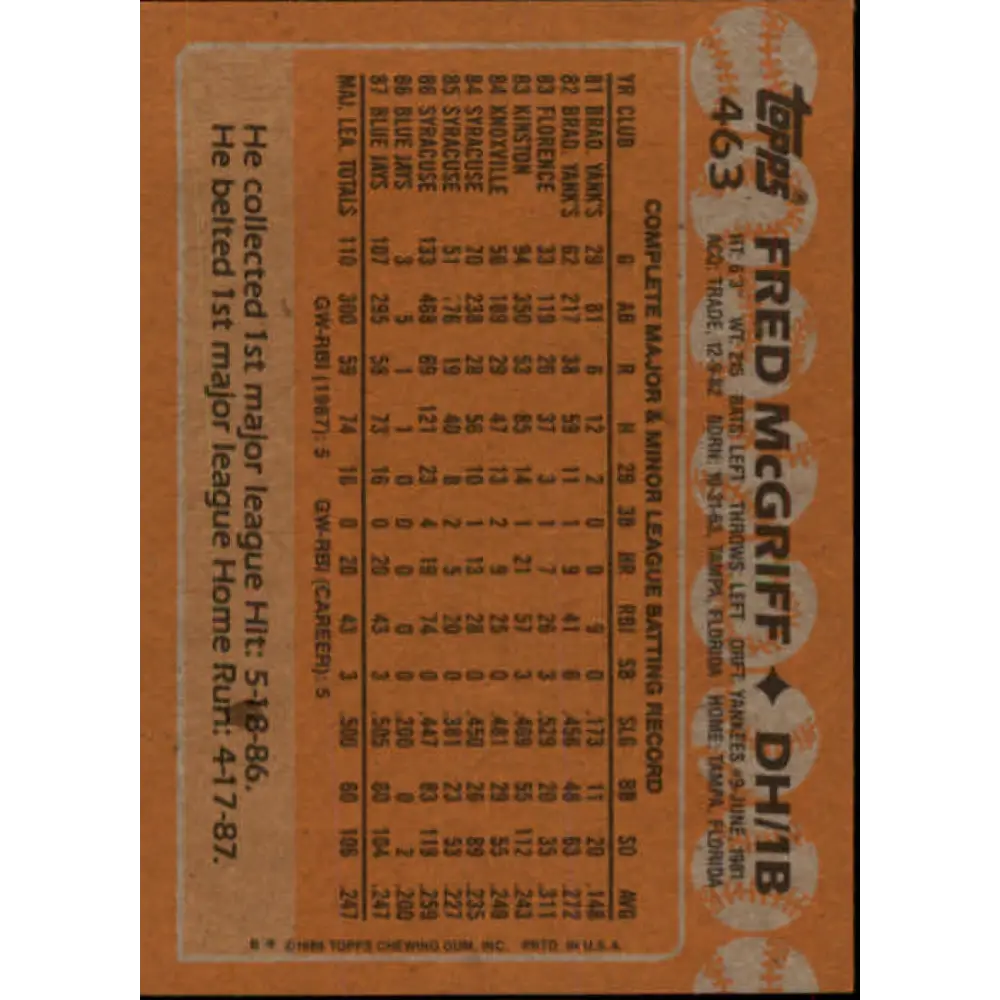 topps® FRED McGRIFF ✦ DH/1B
463 HT: 6'3" WT: 215 BATS: LEFT THROWS: LEFT DRFT: YANKEES #9-JUNE, 1981
ACQ: TRADE, 12-9-82 BORN: 10-31-63, TAMPA, FLORIDA HOME: TAMPA, FLORIDA
COMPLETE MAJOR & MINOR LEAGUE BATTING RECORD
YR CLUB G AB R H 2B 3B HR RBI SB SLG BB SO AVG
81 BRAD. YANK'S 29 81 6 12 2 0 0 9 0 .173 11 20 .148
82 BRAD. YANK'S 62 217 38 59 11 1 9 41 6 .456 48 63 .272
83 FLORENCE 33 119 26 37 3 1 7 26 3 .529 20 35 .311
83 KINSTON 94 350 53 85 14 1 21 57 3 .469 55 112 .243
84 KNOXVILLE 56 189 29 47 13 2 9 25 0 .481 29 55 .249
84 SYRACUSE 70 238 28 56 10 1 13 28 0 .450 26 89 .235
85 SYRACUSE 51 176 19 40 8 2 5 20 0 .381 23 53 .227
86 SYRACUSE 133 468 69 121 23 4 19 74 0 .447 83 119 .259
86 BLUE JAYS 3 5 1 1 0 0 0 0 0 .200 0 2 .200
87 BLUE JAYS 107 295 58 73 16 0 20 43 3 .505 60 104 .247
MAJ. LEA. TOTALS 110 300 59 74 16 0 20 43 3 .500 60 106 .247
GW-RBI (1987): 5 GW-RBI (CAREER): 5
He collected 1st major league Hit: 5-18-86.
He belted 1st major league Home Run: 4-17-87.
B * ©1988 TOPPS CHEWING GUM, INC. PRTD. IN U.S.A.